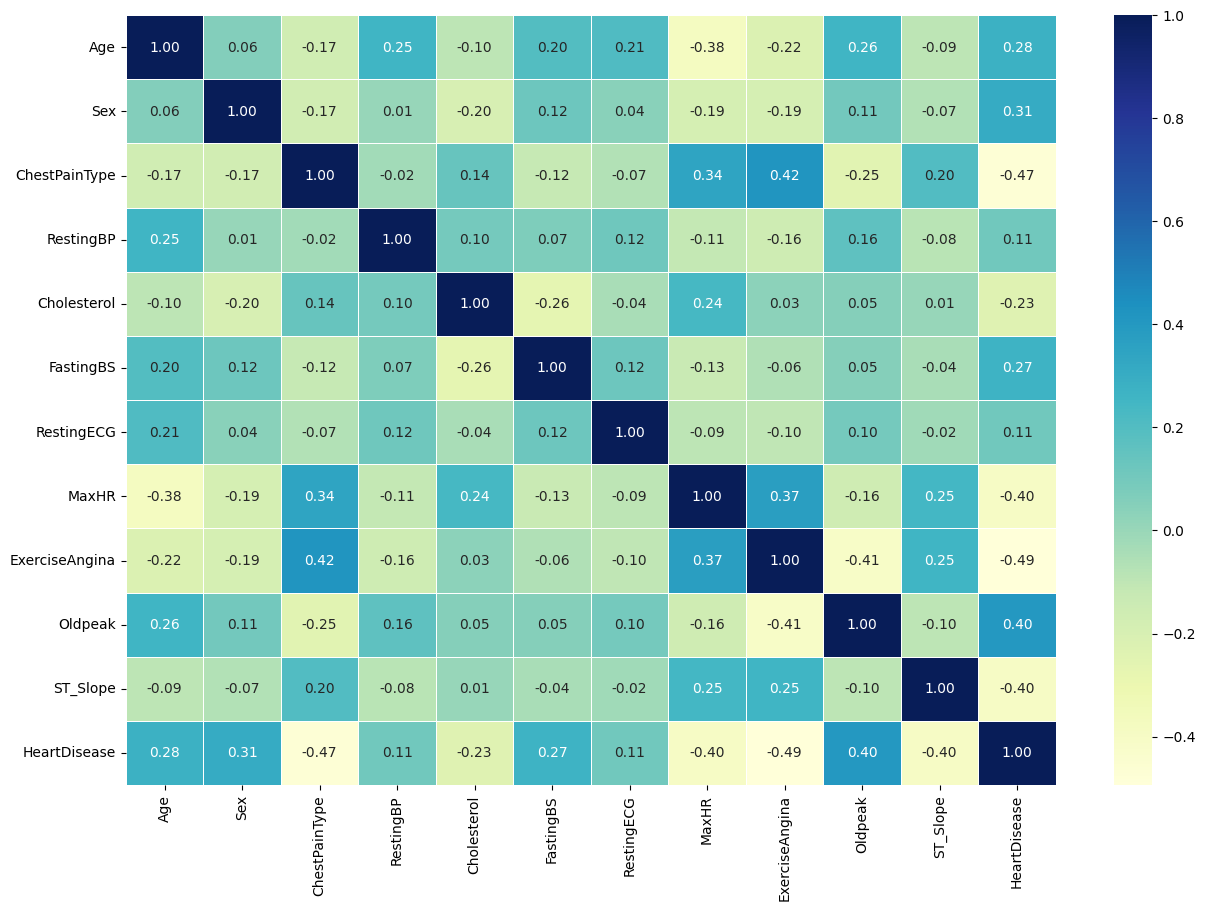 Age 1.00 0.06 -0.17 0.25 -0.10 0.20 0.21 -0.38 -0.22 0.26 -0.09 0.28
Sex 0.06 1.00 -0.17 0.01 -0.20 0.12 0.04 -0.19 -0.19 0.11 -0.07 0.31
ChestPainType -0.17 -0.17 1.00 -0.02 0.14 -0.12 -0.07 0.34 0.42 -0.25 0.20 -0.47
RestingBP 0.25 0.01 -0.02 1.00 0.10 0.07 0.12 -0.11 -0.16 0.16 -0.08 0.11
Cholesterol -0.10 -0.20 0.14 0.10 1.00 -0.26 -0.04 0.24 0.03 0.05 0.01 -0.23
FastingBS 0.20 0.12 -0.12 0.07 -0.26 1.00 0.12 -0.13 -0.06 0.05 -0.04 0.27
RestingECG 0.21 0.04 -0.07 0.12 -0.04 0.12 1.00 -0.09 -0.10 0.10 -0.02 0.11
MaxHR -0.38 -0.19 0.34 -0.11 0.24 -0.13 -0.09 1.00 0.37 -0.16 0.25 -0.40
ExerciseAngina -0.22 -0.19 0.42 -0.16 0.03 -0.06 -0.10 0.37 1.00 -0.41 0.25 -0.49
Oldpeak 0.26 0.11 -0.25 0.16 0.05 0.05 0.10 -0.16 -0.41 1.00 -0.10 0.40
ST_Slope -0.09 -0.07 0.20 -0.08 0.01 -0.04 -0.02 0.25 0.25 -0.10 1.00 -0.40
HeartDisease 0.28 0.31 -0.47 0.11 -0.23 0.27 0.11 -0.40 -0.49 0.40 -0.40 1.00
Age
Sex
ChestPainType
RestingBP
Cholesterol
FastingBS
RestingECG
MaxHR
ExerciseAngina
Oldpeak
ST_Slope
HeartDisease
1.0
0.8
0.6
0.4
0.2
0.0
−0.2
−0.4